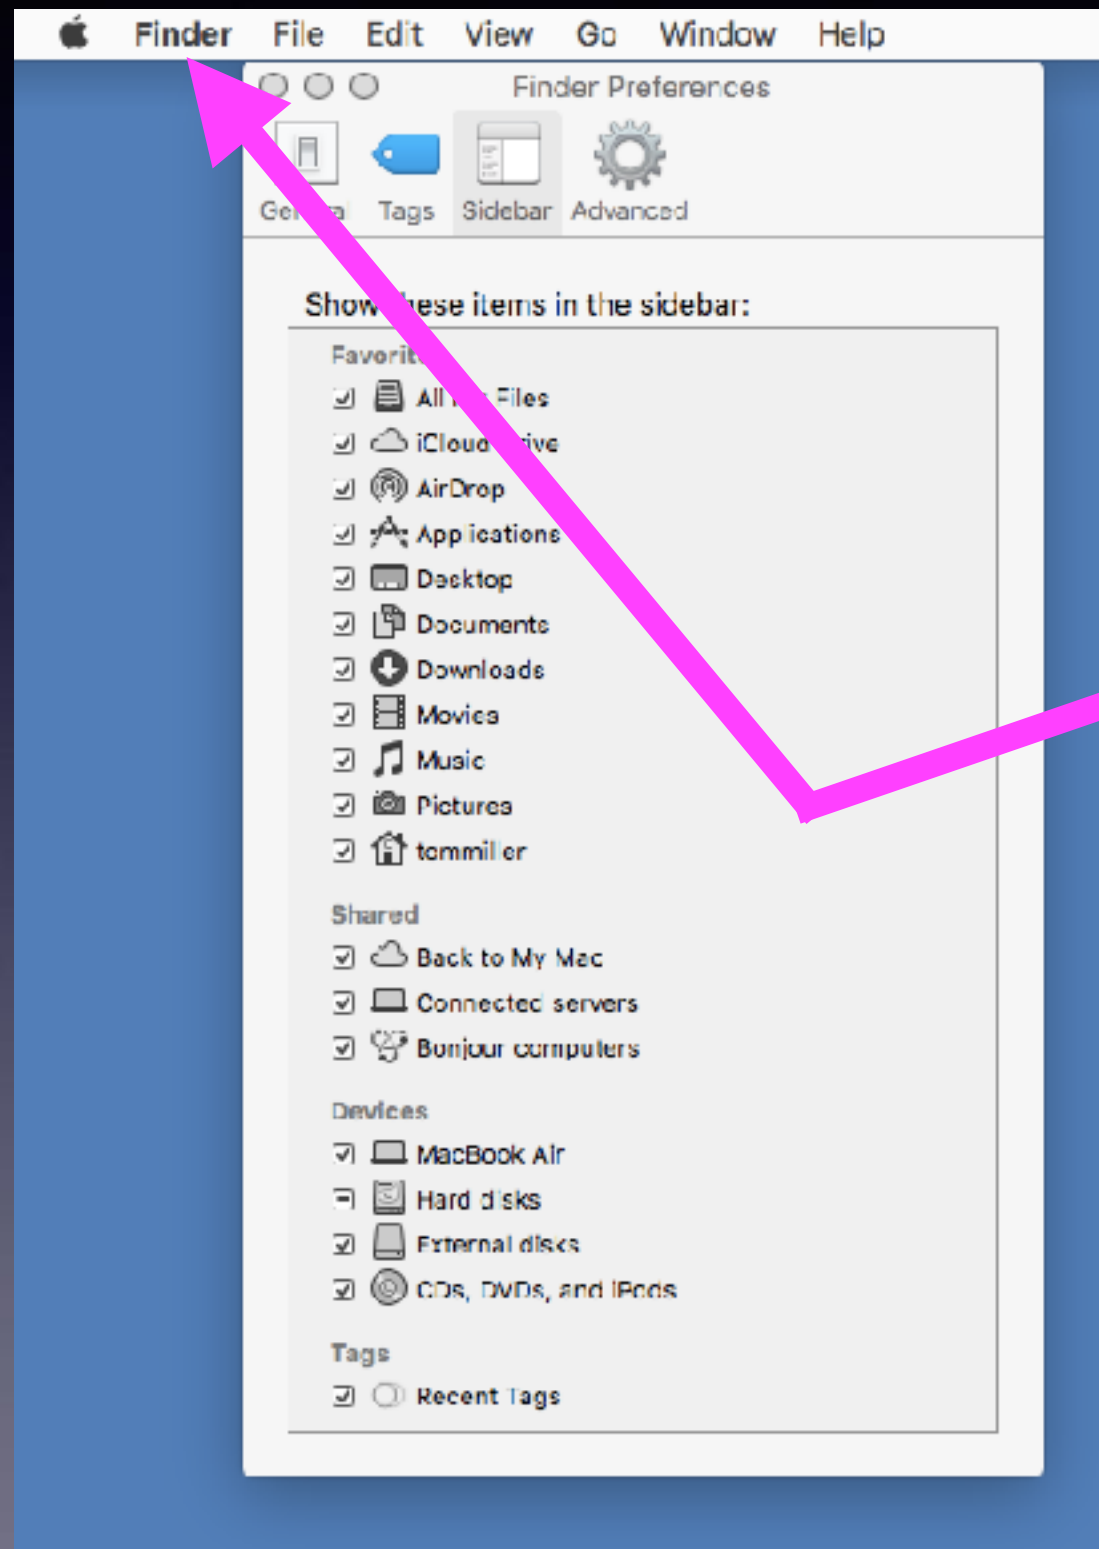 Finder File Edit View Go Window Help
Finder Preferences
Tags Sidebar Advanced
Show these items in the sidebar:
All Files
iCloud
AirDrop
Applications
Desktop
Documents
Downloads
Movies
Music
Pictures
tommiller
Shared
Back to My Mac
Connected servers
Bonjour computers
Devices
MacBook Air
Hard disks
External disks
CDs, DVDs, and iPods
Tags
Recent Tags